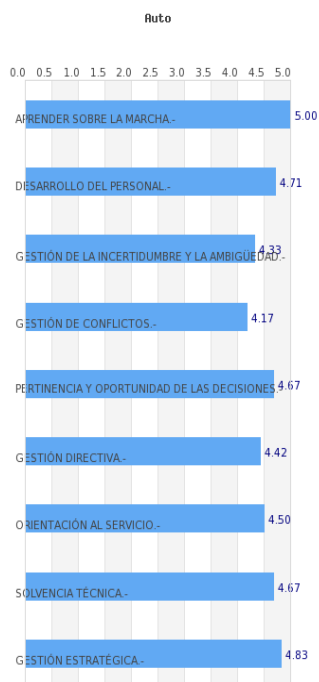 Auto
0.0 0.5 1.0 1.5 2.0 2.5 3.0 3.5 4.0 4.5 5.0
APRENDER SOBRE LA MARCHA.- 5.00
DESARROLLO DEL PERSONAL.- 4.71
GESTIÓN DE LA INCERTIDUMBRE Y LA AMBIGÜEDAD.- 4.33
GESTIÓN DE CONFLICTOS.- 4.17
PERTINENCIA Y OPORTUNIDAD DE LAS DECISIONES.- 4.67
GESTIÓN DIRECTIVA.- 4.42
ORIENTACIÓN AL SERVICIO.- 4.50
SOLVENCIA TÉCNICA.- 4.67
GESTIÓN ESTRATÉGICA.- 4.83